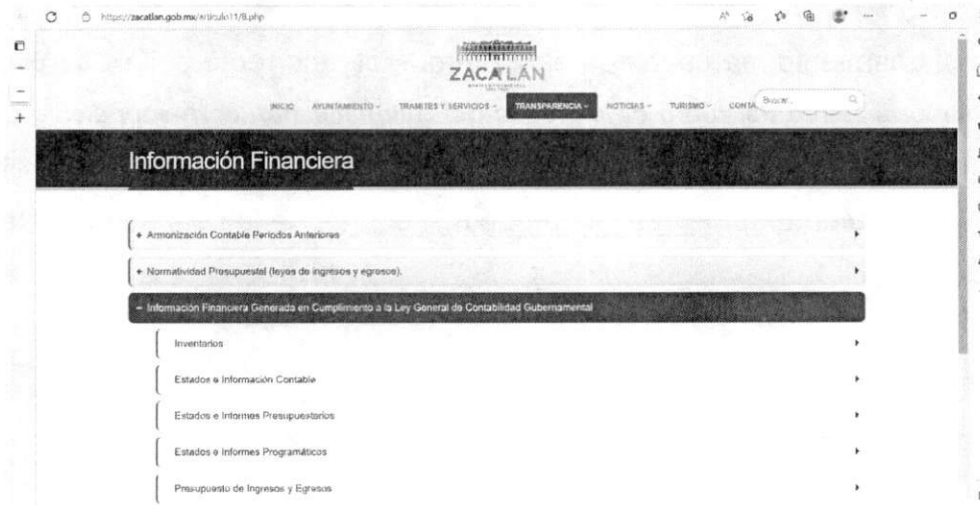 https://zacatlan.gob.mx/articulo11/8.php
ZACATLÁN
INICIO AYUNTAMIENTO TRAMITES Y SERVICIOS TRANSPARENCIA NOTICIAS TURISMO CONTA Buscar...
Información Financiera
+ Armonización Contable Periodos Anteriores
+ Normatividad Presupuestal (leyes de ingresos y egresos).
– Información Financiera Generada en Cumplimiento a la Ley General de Contabilidad Gubernamental
Inventarios
Estados e Información Contable
Estados e Informes Presupuestarios
Estados e Informes Programáticos
Presupuesto de Ingresos y Egresos